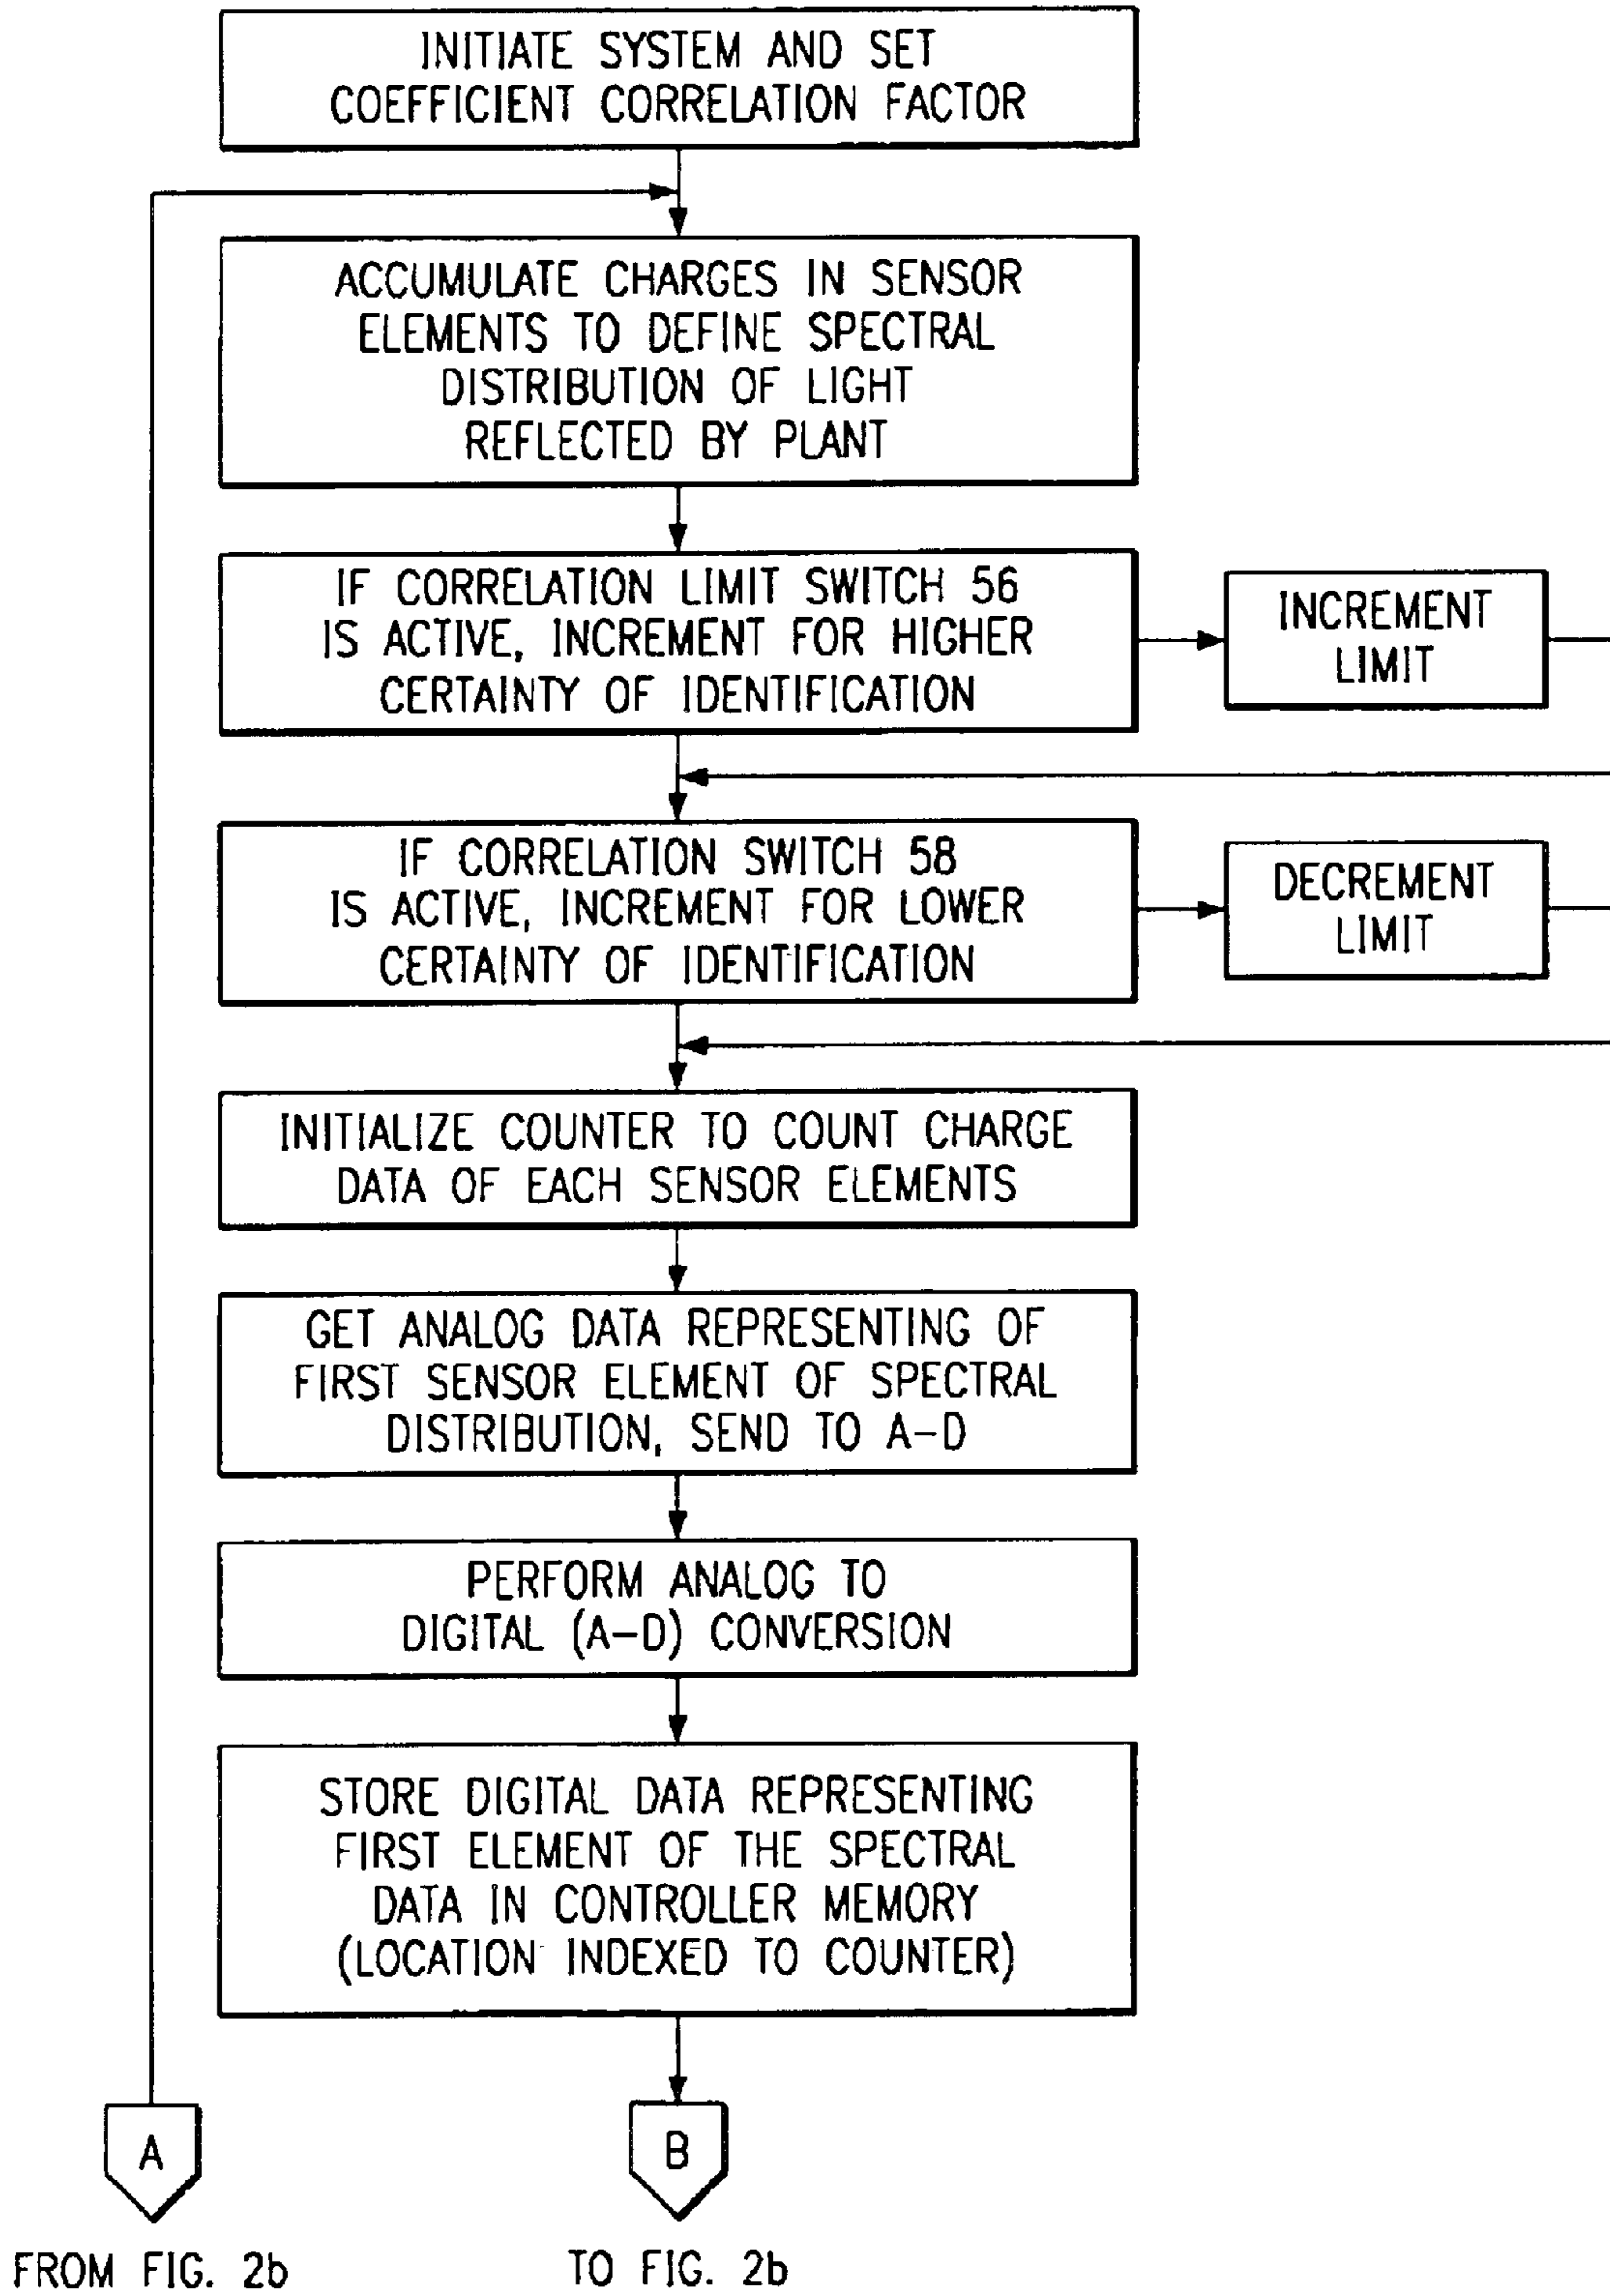 INITIATE SYSTEM AND SET
COEFFICIENT CORRELATION FACTOR
ACCUMULATE CHARGES IN SENSOR
ELEMENTS TO DEFINE SPECTRAL
DISTRIBUTION OF LIGHT
REFLECTED BY PLANT
IF CORRELATION LIMIT SWITCH 56
IS ACTIVE, INCREMENT FOR HIGHER
CERTAINTY OF IDENTIFICATION
INCREMENT
LIMIT
IF CORRELATION SWITCH 58
IS ACTIVE, INCREMENT FOR LOWER
CERTAINTY OF IDENTIFICATION
DECREMENT
LIMIT
INITIALIZE COUNTER TO COUNT CHARGE
DATA OF EACH SENSOR ELEMENTS
GET ANALOG DATA REPRESENTING OF
FIRST SENSOR ELEMENT OF SPECTRAL
DISTRIBUTION, SEND TO A-D
PERFORM ANALOG TO
DIGITAL (A-D) CONVERSION
STORE DIGITAL DATA REPRESENTING
FIRST ELEMENT OF THE SPECTRAL
DATA IN CONTROLLER MEMORY
(LOCATION INDEXED TO COUNTER)
A
FROM FIG. 2b
B
TO FIG. 2b